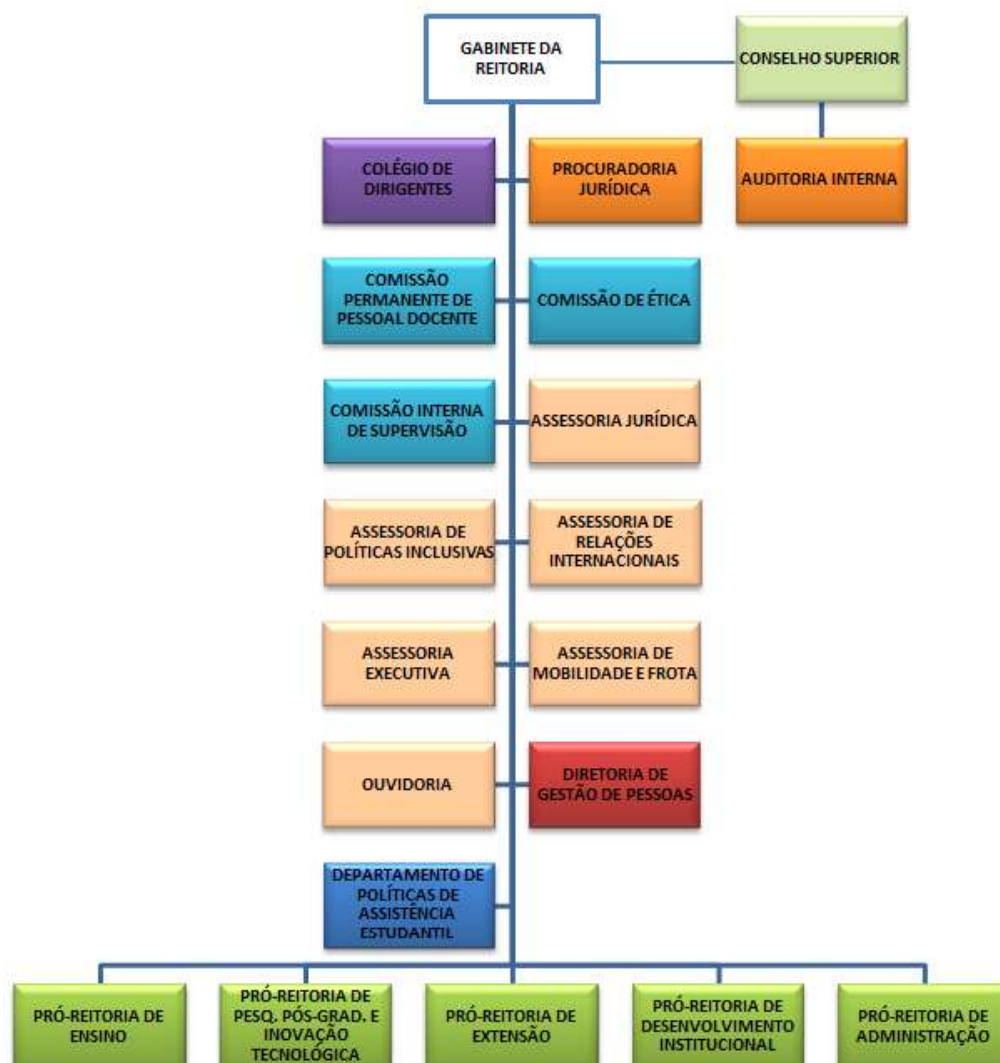 GABINETE DA
REITORIA
CONSELHO SUPERIOR
COLÉGIO DE
DIRIGENTES
PROCURADORIA
JURÍDICA
AUDITORIA INTERNA
COMISSÃO
PERMANENTE DE
PESSOAL DOCENTE
COMISSÃO DE ÉTICA
COMISSÃO INTERNA
DE SUPERVISÃO
ASSESSORIA JURÍDICA
ASSESSORIA DE
POLÍTICAS INCLUSIVAS
ASSESSORIA DE
RELAÇÕES
INTERNACIONAIS
ASSESSORIA
EXECUTIVA
ASSESSORIA DE
MOBILIDADE E FROTA
OUVIDORIA
DIRETORIA DE
GESTÃO DE PESSOAS
DEPARTAMENTO DE
POLÍTICAS DE
ASSISTÊNCIA
ESTUDANTIL
PRÓ-REITORIA DE
ENSINO
PRÓ-REITORIA DE
PESQ. PÓS-GRAD. E
INOVAÇÃO
TECNOLÓGICA
PRÓ-REITORIA DE
EXTENSÃO
PRÓ-REITORIA DE
DESENVOLVIMENTO
INSTITUCIONAL
PRÓ-REITORIA DE
ADMINISTRAÇÃO